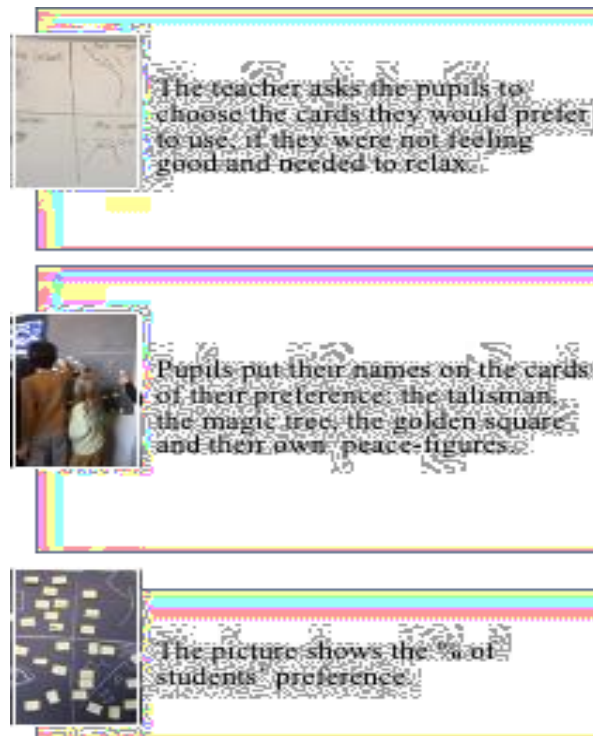 The teacher asks the pupils to
choose the cards they would prefer
to use, if they were not feeling
good and needed to relax.
Pupils put their names on the cards
of their preference: the talisman,
the magic tree, the golden square
and their own peace-figures.
The picture shows the % of
students' preference.